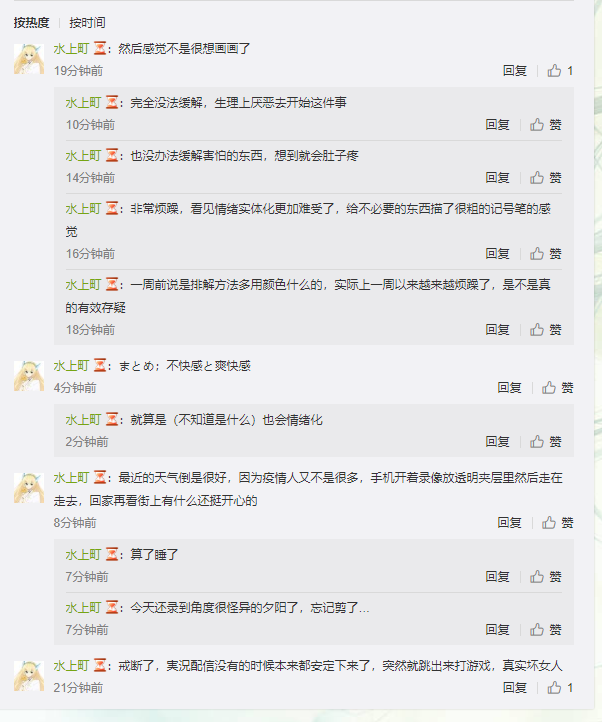 按热度 | 按时间
水上町：然后感觉不是很想画画了
19分钟前 回复 1
水上町：完全没法缓解，生理上厌恶去开始这件事
10分钟前 回复 赞
水上町：也没办法缓解害怕的东西，想到就会肚子疼
14分钟前 回复 赞
水上町：非常烦躁，看见情绪实体化更加难受了，给不必要的东西描了很粗的记号笔的感
觉
16分钟前 回复 赞
水上町：一周前说是排解方法多用颜色什么的，实际上一周以来越来越烦躁了，是不是真
的有效存疑
18分钟前 回复 赞
水上町：まとめ；不快感と爽快感
4分钟前 回复 赞
水上町：就算是（不知道是什么）也会情绪化
2分钟前 回复 赞
水上町：最近的天气倒是很好，因为疫情人又不是很多，手机开着录像放透明夹层里然后走在
走去，回家再看街上有什么还挺开心的
8分钟前 回复 赞
水上町：算了睡了
7分钟前 回复 赞
水上町：今天还录到角度很怪异的夕阳了，忘记剪了...
7分钟前 回复 赞
水上町：戒断了，実況配信没有的时候本来都安定下来了，突然就跳出来打游戏，真实坏女人
21分钟前 回复 1